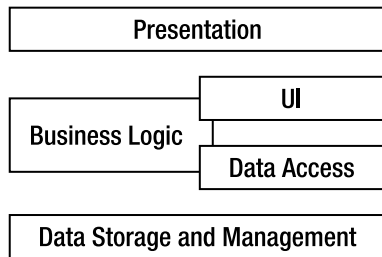 Presentation
UI
Business Logic
Data Access
Data Storage and Management